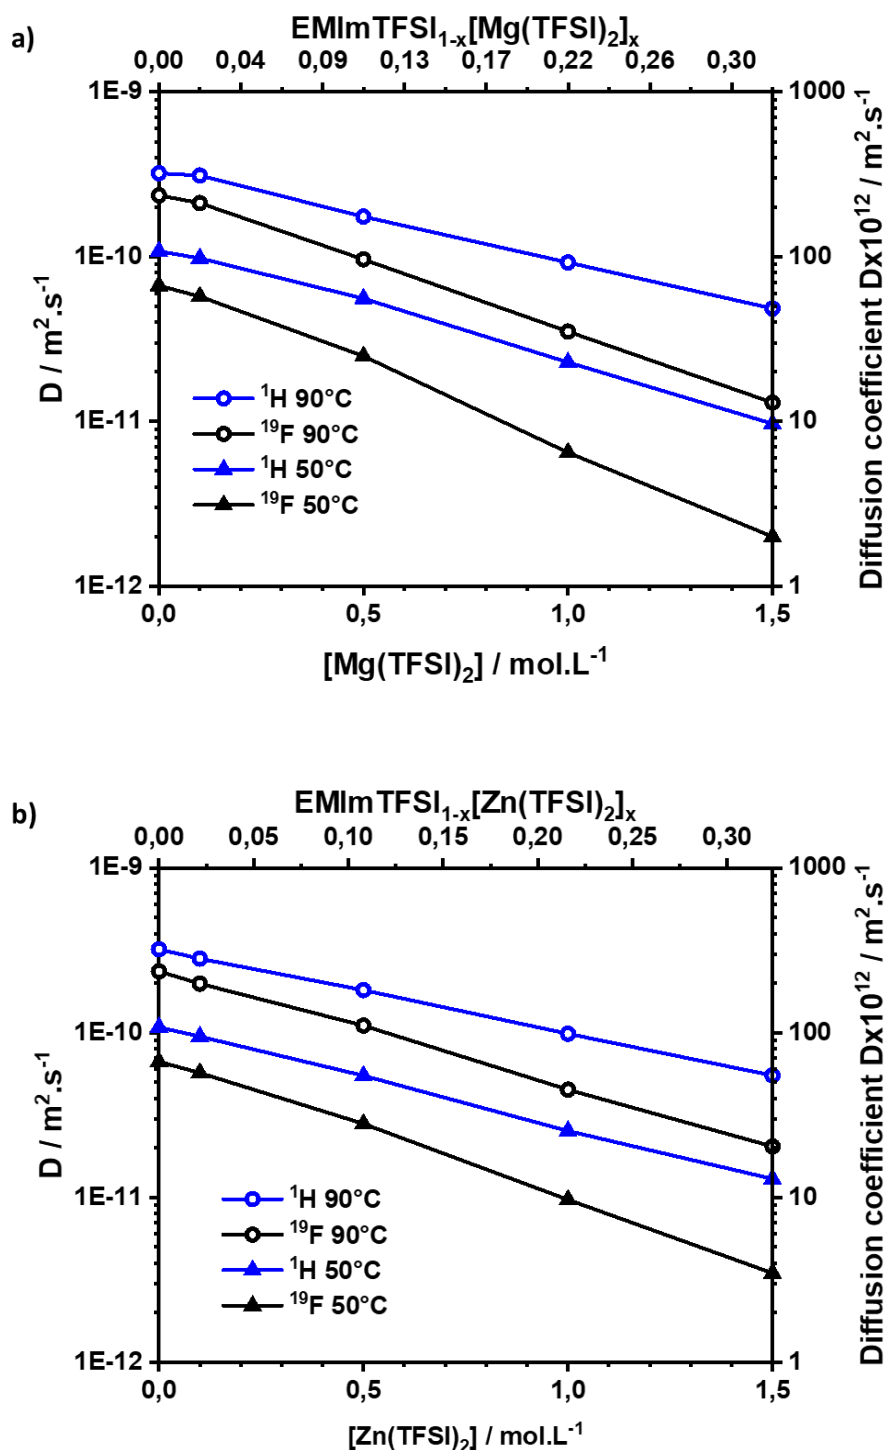 a)
EMImTFSI₁₋ₓ[Mg(TFSI)₂]ₓ
0,00 0,04 0,09 0,13 0,17 0,22 0,26 0,30
1E-9 1000
1E-10 100
1E-11 10
1E-12 1
D / m².s⁻¹
Diffusion coefficient Dx10¹² / m².s⁻¹
¹H 90°C
¹⁹F 90°C
¹H 50°C
¹⁹F 50°C
0,0 0,5 1,0 1,5
[Mg(TFSI)₂] / mol.L⁻¹
b)
EMImTFSI₁₋ₓ[Zn(TFSI)₂]ₓ
0,00 0,05 0,10 0,15 0,20 0,25 0,30
1E-9 1000
1E-10 100
1E-11 10
1E-12 1
D / m².s⁻¹
Diffusion coefficient Dx10¹² / m².s⁻¹
¹H 90°C
¹⁹F 90°C
¹H 50°C
¹⁹F 50°C
0,0 0,5 1,0 1,5
[Zn(TFSI)₂] / mol.L⁻¹